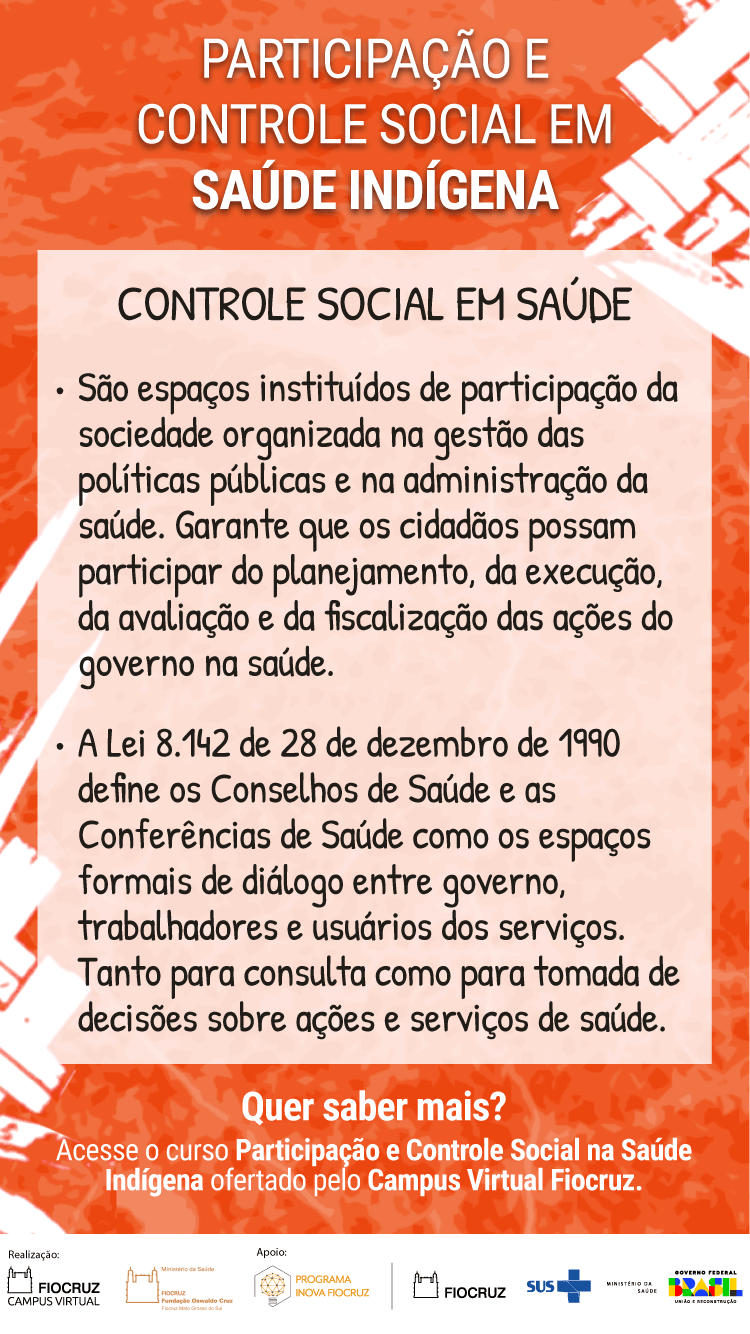 PARTICIPAÇÃO E
CONTROLE SOCIAL EM
SAÚDE INDÍGENA
CONTROLE SOCIAL EM SAÚDE
• São espaços instituídos de participação da
sociedade organizada na gestão das
políticas públicas e na administração da
saúde. Garante que os cidadãos possam
participar do planejamento, da execução,
da avaliação e da fiscalização das ações do
governo na saúde.
• A Lei 8.142 de 28 de dezembro de 1990
define os Conselhos de Saúde e as
Conferências de Saúde como os espaços
formais de diálogo entre governo,
trabalhadores e usuários dos serviços.
Tanto para consulta como para tomada de
decisões sobre ações e serviços de saúde.
Quer saber mais?
Acesse o curso Participação e Controle Social na Saúde
Indígena ofertado pelo Campus Virtual Fiocruz.
Realização:
FIOCRUZ
CAMPUS VIRTUAL
Ministério da Saúde
FIOCRUZ
Fundação Oswaldo Cruz
Fiocruz Mato Grosso do Sul
Apoio:
PROGRAMA
INOVA FIOCRUZ
FIOCRUZ
SUS
MINISTÉRIO DA
SAÚDE
GOVERNO FEDERAL
BRASIL
UNIÃO E RECONSTRUÇÃO